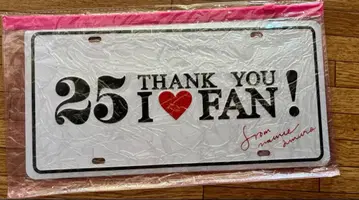 25 THANK YOU
I ♥ FAN!
from
namie
amuro